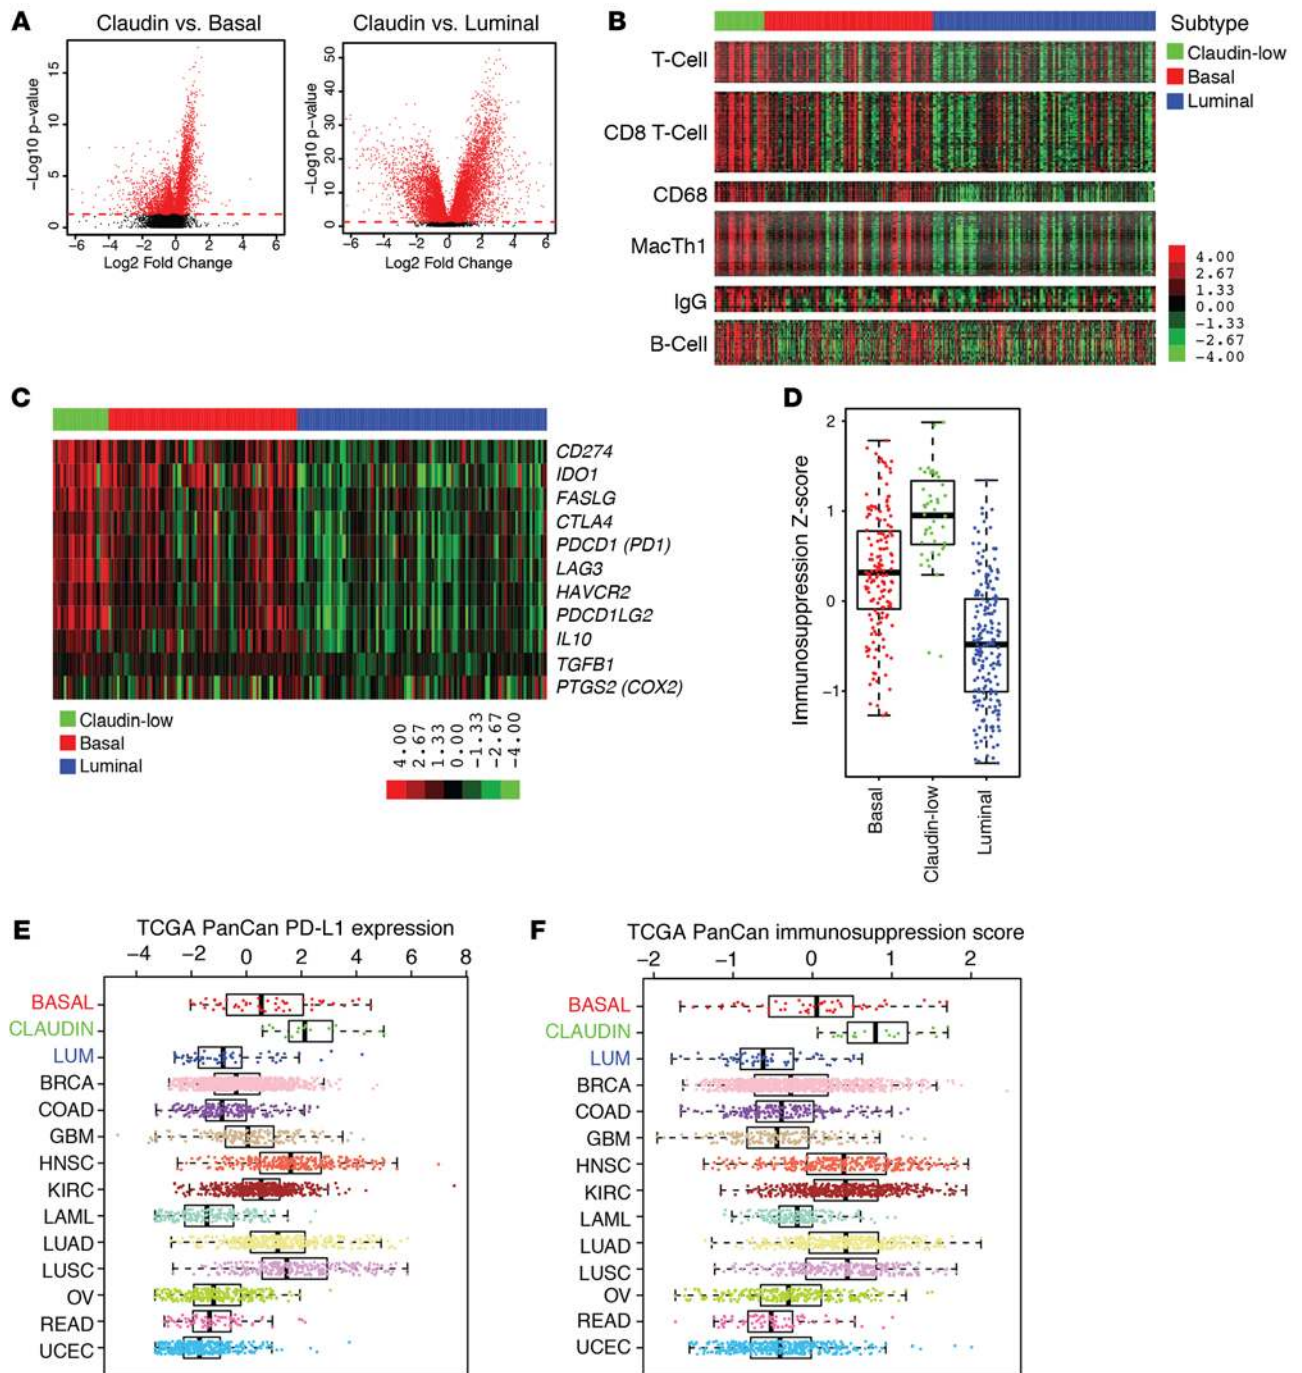 A
Claudin vs. Basal
Claudin vs. Luminal
−Log10 p-value
15
10
5
0
−6 −4 −2 0 2 4 6
Log2 Fold Change
−Log10 p-value
50
40
30
20
10
0
−6 −4 −2 0 2 4 6
Log2 Fold Change
B
T-Cell
CD8 T-Cell
CD68
MacTh1
IgG
B-Cell
Subtype
Claudin-low
Basal
Luminal
4.00
2.67
1.33
0.00
-1.33
-2.67
-4.00
C
CD274
IDO1
FASLG
CTLA4
PDCD1 (PD1)
LAG3
HAVCR2
PDCD1LG2
IL10
TGFB1
PTGS2 (COX2)
Claudin-low
Basal
Luminal
4.00
2.67
1.33
0.00
-1.33
-2.67
-4.00
D
Immunosuppression Z-score
2
1
0
−1
Basal
Claudin-low
Luminal
E
TCGA PanCan PD-L1 expression
−4 −2 0 2 4 6 8
BASAL
CLAUDIN
LUM
BRCA
COAD
GBM
HNSC
KIRC
LAML
LUAD
LUSC
OV
READ
UCEC
F
TCGA PanCan immunosuppression score
−2 −1 0 1 2
BASAL
CLAUDIN
LUM
BRCA
COAD
GBM
HNSC
KIRC
LAML
LUAD
LUSC
OV
READ
UCEC